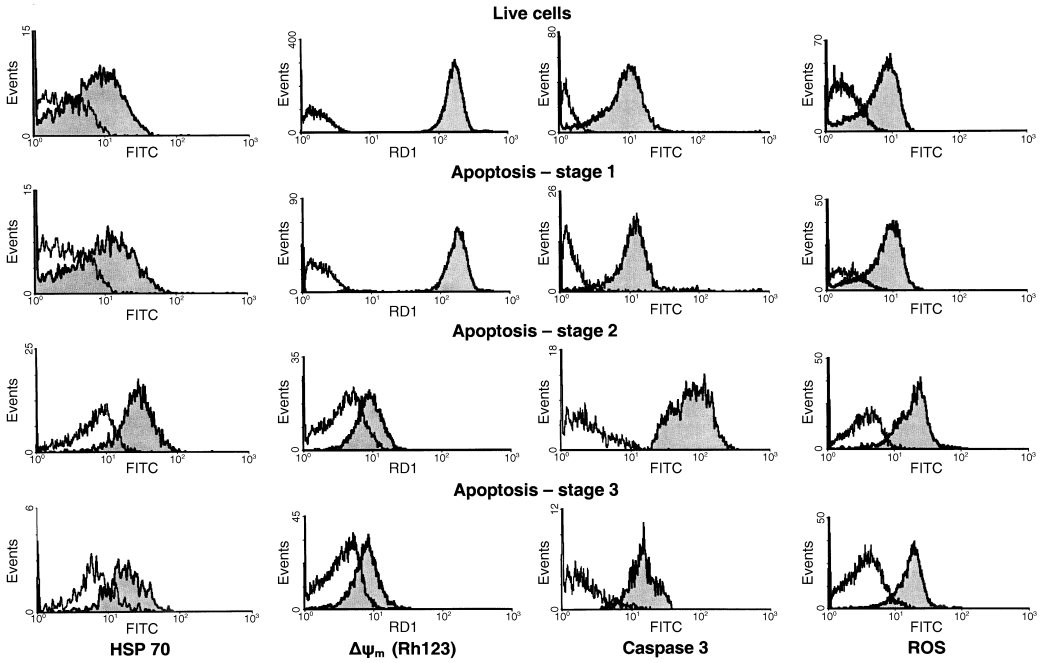 Live cells
15
Events
0
10⁰ 10¹ 10² 10³
FITC
400
Events
0
10⁰ 10¹ 10² 10³
RD1
80
Events
0
10⁰ 10¹ 10² 10³
FITC
70
Events
0
10⁰ 10¹ 10² 10³
FITC
Apoptosis – stage 1
15
Events
0
10⁰ 10¹ 10² 10³
FITC
90
Events
0
10⁰ 10¹ 10² 10³
RD1
26
Events
0
10⁰ 10¹ 10² 10³
FITC
50
Events
0
10⁰ 10¹ 10² 10³
FITC
Apoptosis – stage 2
25
Events
0
10⁰ 10¹ 10² 10³
FITC
35
Events
0
10⁰ 10¹ 10² 10³
RD1
18
Events
0
10⁰ 10¹ 10² 10³
FITC
50
Events
0
10⁰ 10¹ 10² 10³
FITC
Apoptosis – stage 3
6
Events
0
10⁰ 10¹ 10² 10³
FITC
45
Events
0
10⁰ 10¹ 10² 10³
RD1
12
Events
0
10⁰ 10¹ 10² 10³
FITC
50
Events
0
10⁰ 10¹ 10² 10³
FITC
HSP 70
Δψₘ (Rh123)
Caspase 3
ROS